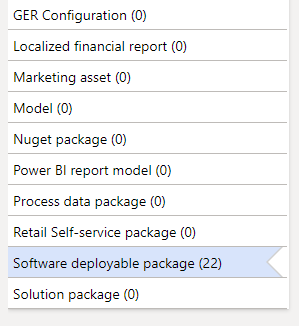 GER Configuration (0)
Localized financial report (0)
Marketing asset (0)
Model (0)
Nuget package (0)
Power BI report model (0)
Process data package (0)
Retail Self-service package (0)
Software deployable package (22)
Solution package (0)